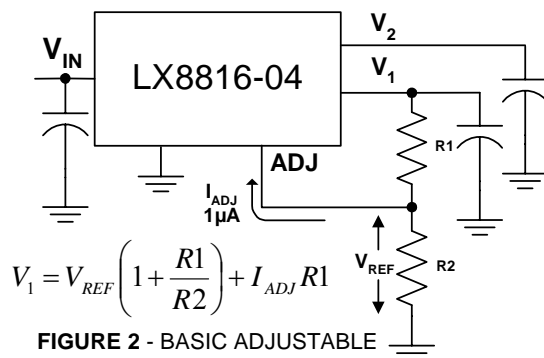 V2
VIN
LX8816-04
V1
R1
ADJ
IADJ
1µA
VREF
R2
V1 = VREF (1 + R1/R2) + IADJ R1
FIGURE 2 - BASIC ADJUSTABLE